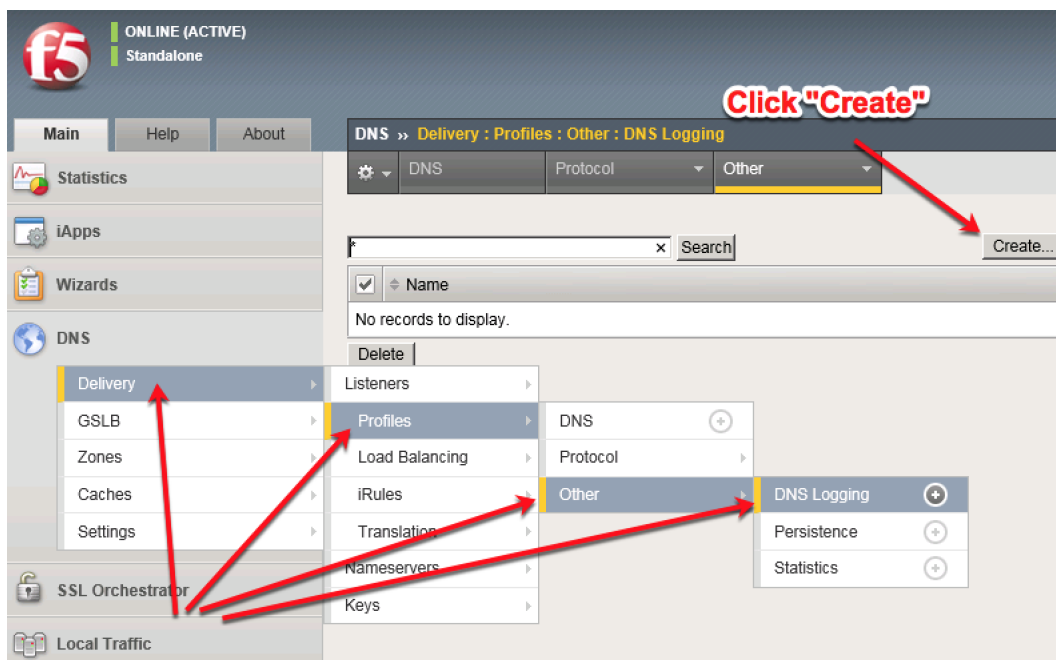 f5
ONLINE (ACTIVE)
Standalone
Click "Create"
Main Help About
DNS ›› Delivery : Profiles : Other : DNS Logging
DNS Protocol Other
Statistics
iApps
* × Search Create...
Wizards
Name
No records to display.
DNS
Delete
Delivery
GSLB
Zones
Caches
Settings
Listeners
Profiles
Load Balancing
iRules
Translation
Nameservers
Keys
DNS
Protocol
Other
DNS Logging
Persistence
Statistics
SSL Orchestrator
Local Traffic